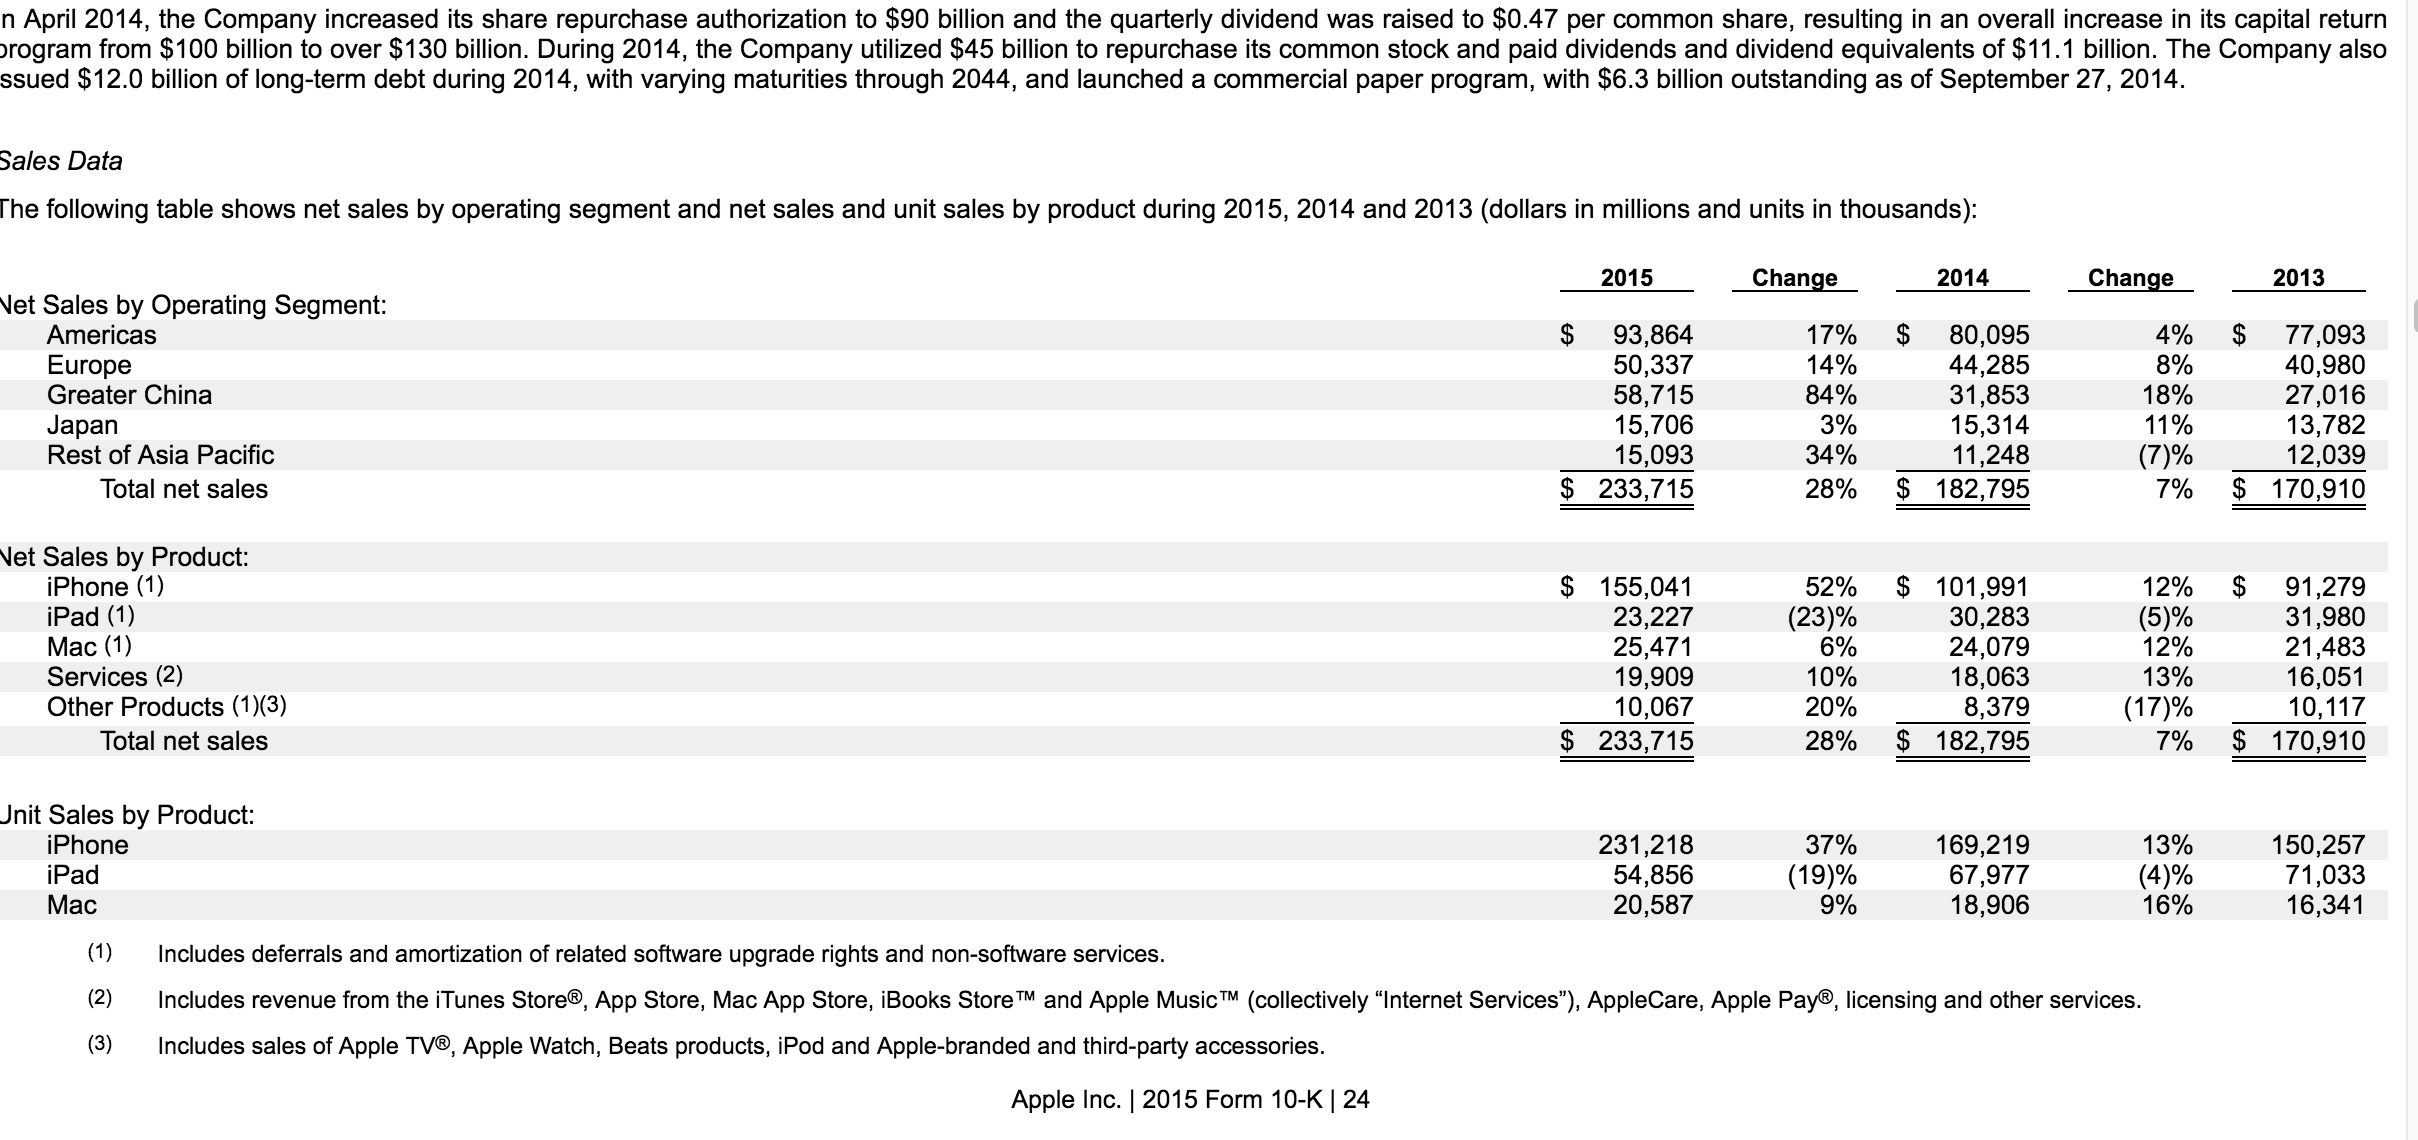 n April 2014, the Company increased its share repurchase authorization to $90 billion and the quarterly dividend was raised to $0.47 per common share, resulting in an overall increase in its capital return
program from $100 billion to over $130 billion. During 2014, the Company utilized $45 billion to repurchase its common stock and paid dividends and dividend equivalents of $11.1 billion. The Company also
ssued $12.0 billion of long-term debt during 2014, with varying maturities through 2044, and launched a commercial paper program, with $6.3 billion outstanding as of September 27, 2014.
Sales Data
The following table shows net sales by operating segment and net sales and unit sales by product during 2015, 2014 and 2013 (dollars in millions and units in thousands):
2015 Change 2014 Change 2013
Net Sales by Operating Segment:
Americas $ 93,864 17% $ 80,095 4% $ 77,093
Europe 50,337 14% 44,285 8% 40,980
Greater China 58,715 84% 31,853 18% 27,016
Japan 15,706 3% 15,314 11% 13,782
Rest of Asia Pacific 15,093 34% 11,248 (7)% 12,039
Total net sales $ 233,715 28% $ 182,795 7% $ 170,910
Net Sales by Product:
iPhone (1) $ 155,041 52% $ 101,991 12% $ 91,279
iPad (1) 23,227 (23)% 30,283 (5)% 31,980
Mac (1) 25,471 6% 24,079 12% 21,483
Services (2) 19,909 10% 18,063 13% 16,051
Other Products (1)(3) 10,067 20% 8,379 (17)% 10,117
Total net sales $ 233,715 28% $ 182,795 7% $ 170,910
Unit Sales by Product:
iPhone 231,218 37% 169,219 13% 150,257
iPad 54,856 (19)% 67,977 (4)% 71,033
Mac 20,587 9% 18,906 16% 16,341
(1) Includes deferrals and amortization of related software upgrade rights and non-software services.
(2) Includes revenue from the iTunes Store®, App Store, Mac App Store, iBooks Store™ and Apple Music™ (collectively “Internet Services”), AppleCare, Apple Pay®, licensing and other services.
(3) Includes sales of Apple TV®, Apple Watch, Beats products, iPod and Apple-branded and third-party accessories.
Apple Inc. | 2015 Form 10-K | 24